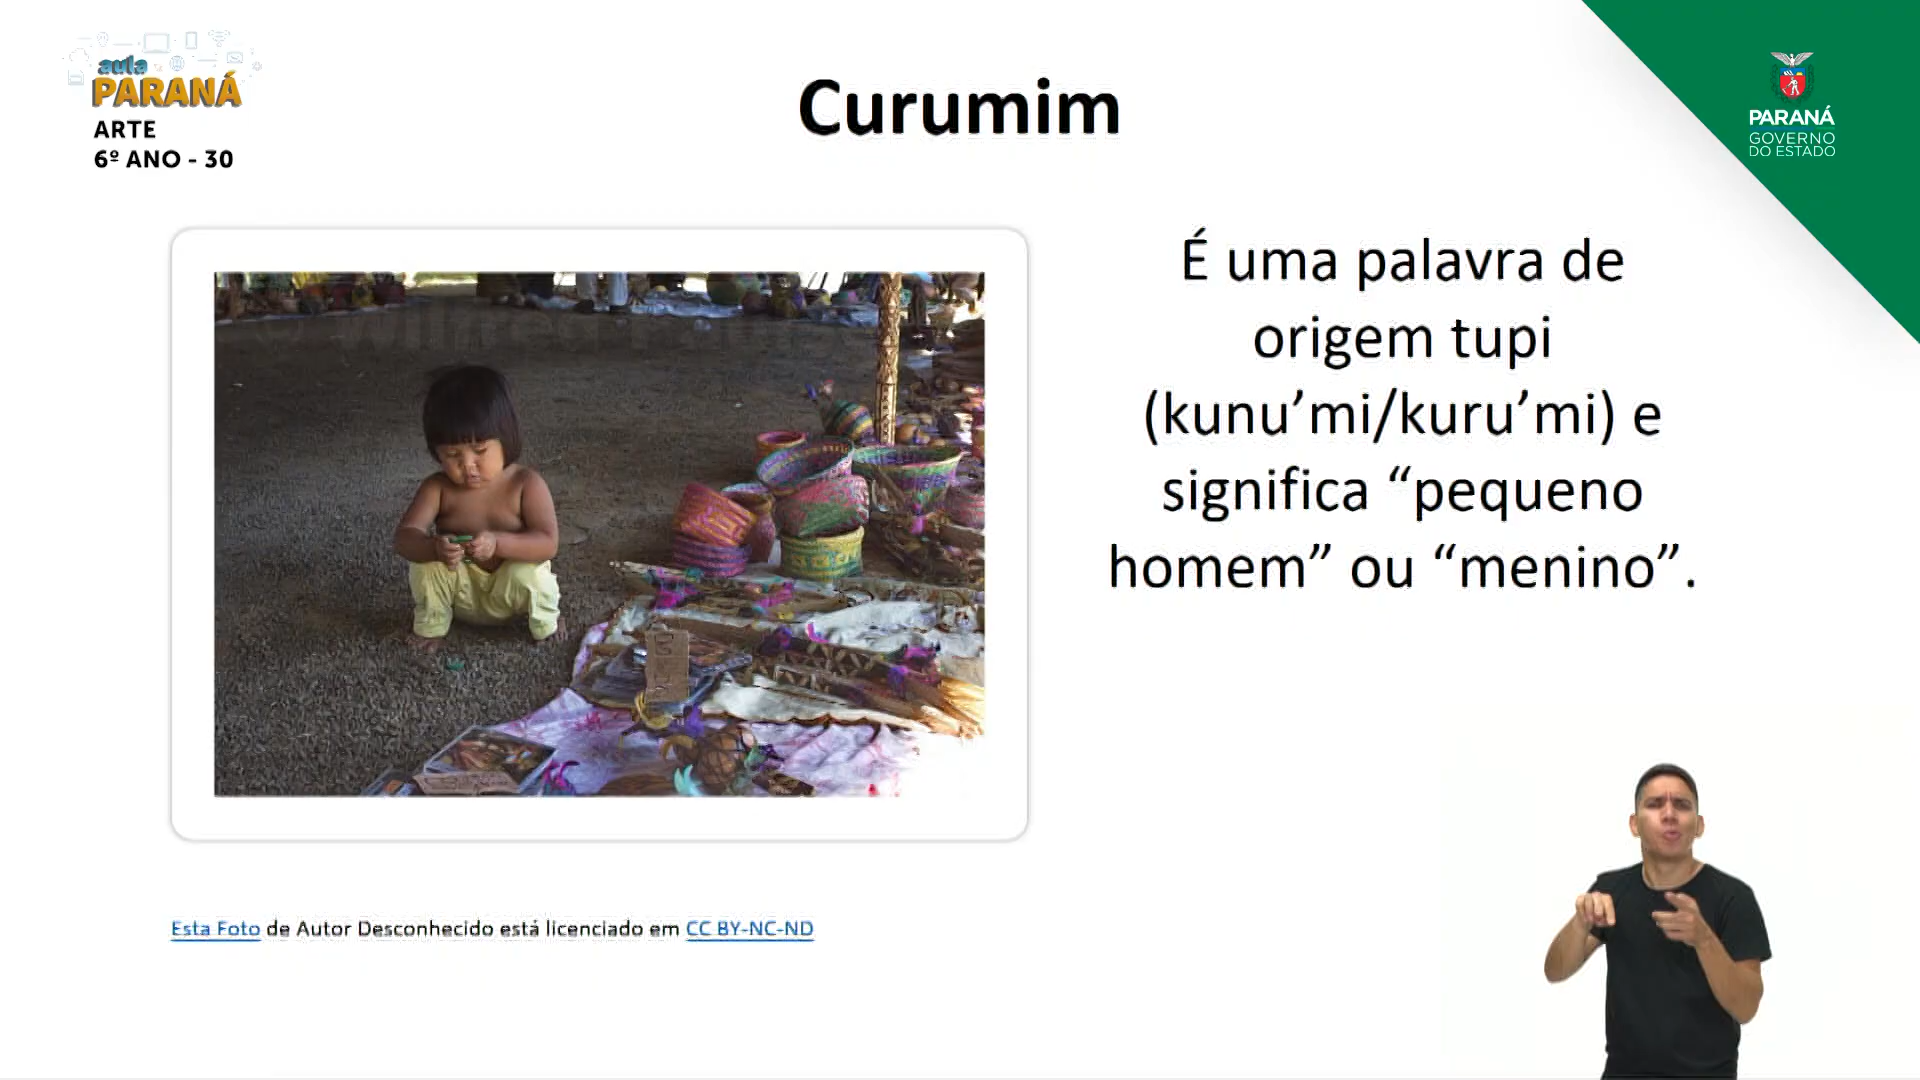 aula
PARANÁ
ARTE
6º ANO - 30
Curumim
PARANÁ
GOVERNO
DO ESTADO
É uma palavra de
origem tupi
(kunu’mi/kuru’mi) e
significa “pequeno
homem” ou “menino”.
Esta Foto de Autor Desconhecido está licenciado em CC BY-NC-ND